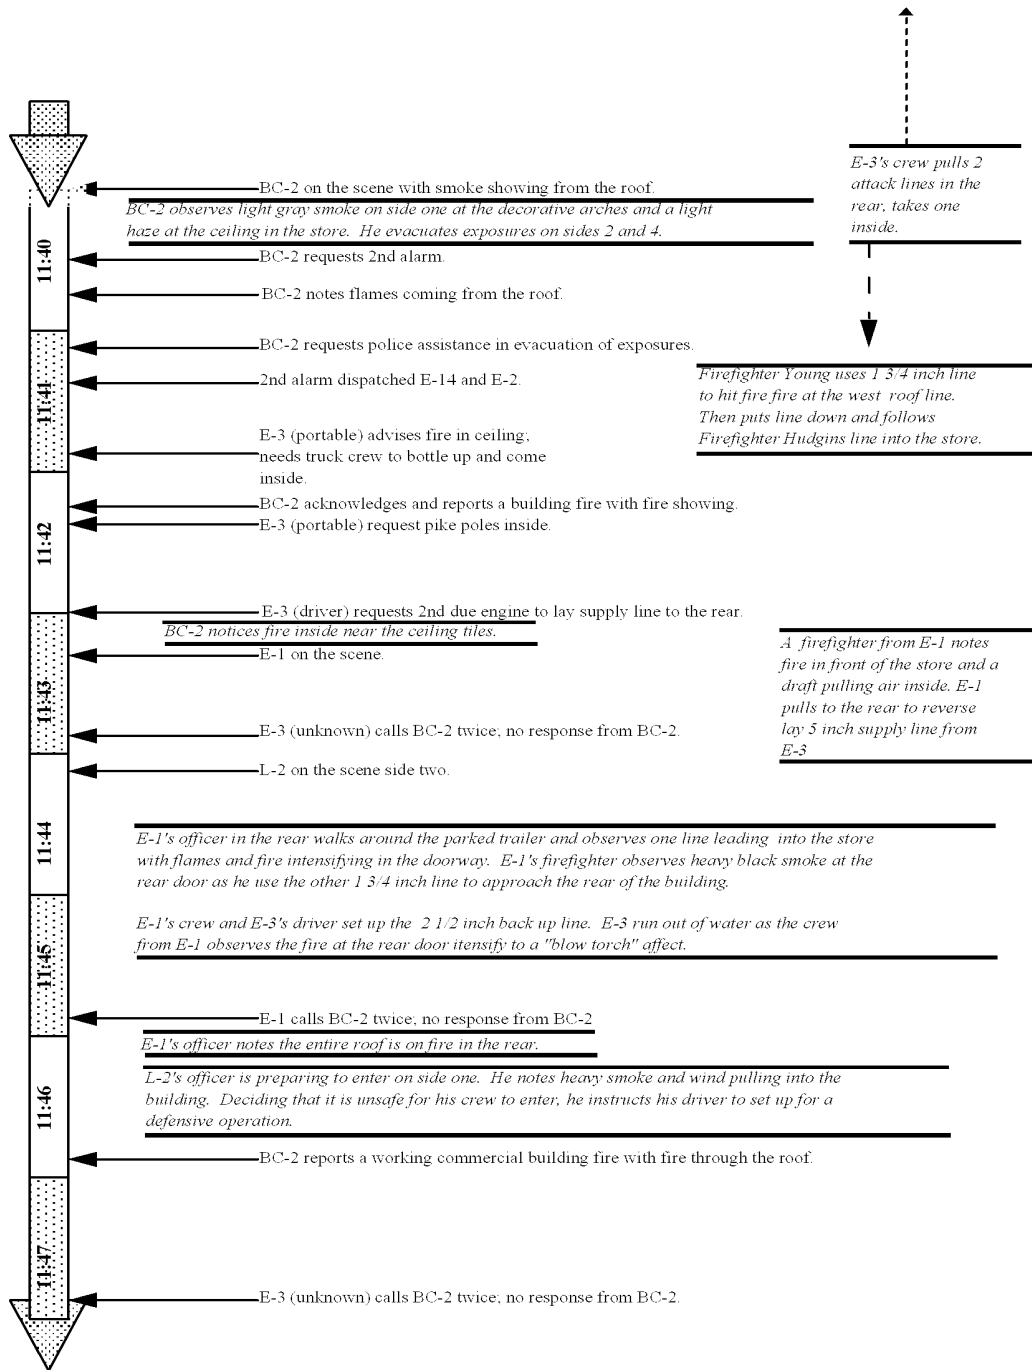 BC-2 on the scene with smoke showing from the roof.
BC-2 observes light gray smoke on side one at the decorative arches and a light
haze at the ceiling in the store.  He evacuates exposures on sides 2 and 4.
E-3's crew pulls 2
attack lines in the
rear, takes one
inside.
11:40
BC-2 requests 2nd alarm.
BC-2 notes flames coming from the roof.
11:41
BC-2 requests police assistance in evacuation of exposures.
2nd alarm dispatched E-14 and E-2.
Firefighter Young uses 1 3/4 inch line
to hit fire fire at the west roof line.
Then puts line down and follows
Firefighter Hudgins line into the store.
E-3 (portable) advises fire in ceiling;
needs truck crew to bottle up and come
inside.
11:42
BC-2 acknowledges and reports a building fire with fire showing.
E-3 (portable) request pike poles inside.
E-3 (driver) requests 2nd due engine to lay supply line to the rear.
BC-2 notices fire inside near the ceiling tiles.
E-1 on the scene.
11:43
A firefighter from E-1 notes
fire in front of the store and a
draft pulling air inside. E-1
pulls to the rear to reverse
lay 5 inch supply line from
E-3
E-3 (unknown) calls BC-2 twice; no response from BC-2.
L-2 on the scene side two.
11:44
E-1's officer in the rear walks around the parked trailer and observes one line leading  into the store
with flames and fire intensifying in the doorway.  E-1's firefighter observes heavy black smoke at the
rear door as he use the other 1 3/4 inch line to approach the rear of the building.
E-1's crew and E-3's driver set up the  2 1/2 inch back up line.  E-3 run out of water as the crew
from E-1 observes the fire at the rear door itensify to a "blow torch" affect.
11:45
E-1 calls BC-2 twice; no response from BC-2
E-1's officer notes the entire roof is on fire in the rear.
11:46
L-2's officer is preparing to enter on side one.  He notes heavy smoke and wind pulling into the
building.  Deciding that it is unsafe for his crew to enter, he instructs his driver to set up for a
defensive operation.
BC-2 reports a working commercial building fire with fire through the roof.
11:47
E-3 (unknown) calls BC-2 twice; no response from BC-2.